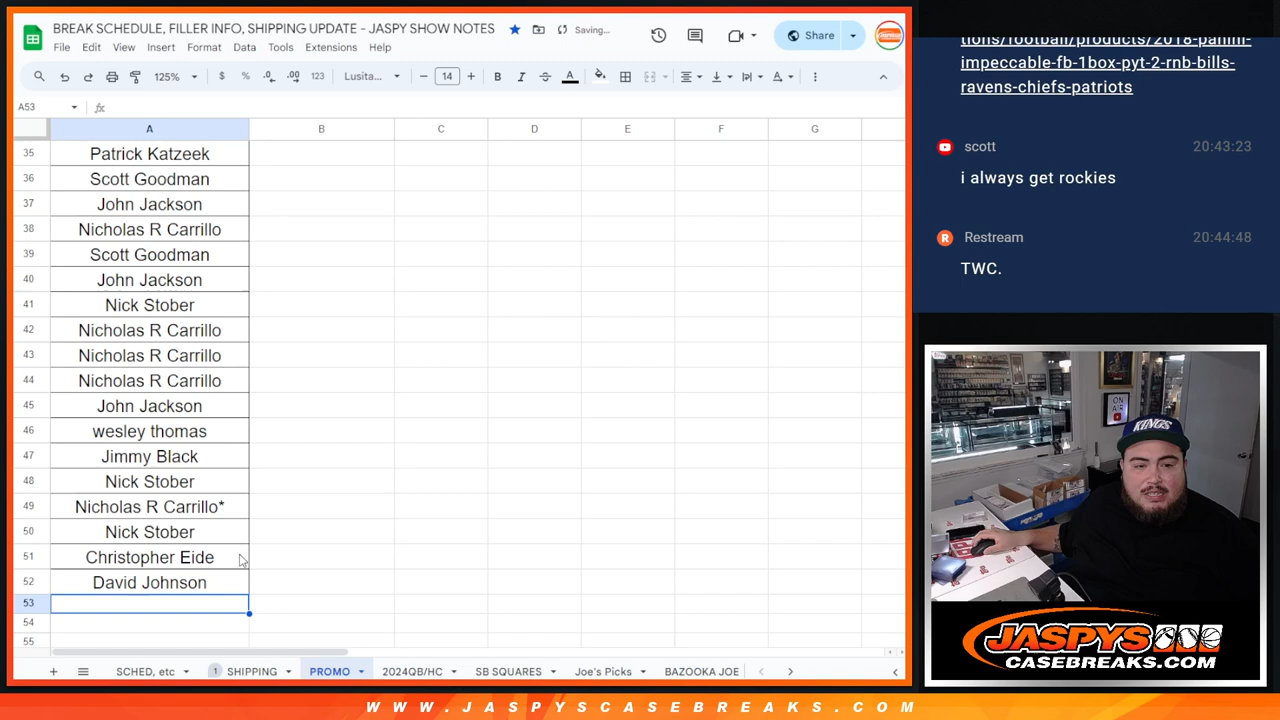 BREAK SCHEDULE, FILLER INFO, SHIPPING UPDATE - JASPY SHOW NOTES
Saving...
Share
File Edit View Insert Format Data Tools Extensions Help
125% $ % .0 .00 123 Lusita... 14 B I A
A53 fx
A B C D E F G
35 Patrick Katzeek
36 Scott Goodman
37 John Jackson
38 Nicholas R Carrillo
39 Scott Goodman
40 John Jackson
41 Nick Stober
42 Nicholas R Carrillo
43 Nicholas R Carrillo
44 Nicholas R Carrillo
45 John Jackson
46 wesley thomas
47 Jimmy Black
48 Nick Stober
49 Nicholas R Carrillo*
50 Nick Stober
51 Christopher Eide
52 David Johnson
53
54
55
+ SCHED, etc 1 SHIPPING PROMO 2024QB/HC SB SQUARES Joe's Picks BAZOOKA JOE
tions/football/products/2018-panini-
impeccable-fb-1box-pyt-2-rnb-bills-
ravens-chiefs-patriots
scott 20:43:23
i always get rockies
R Restream 20:44:48
TWC.
ON
AIR
KINGS
JASPYS
CASEBREAKS.COM
WWW.JASPYSCASEBREAKS.COM